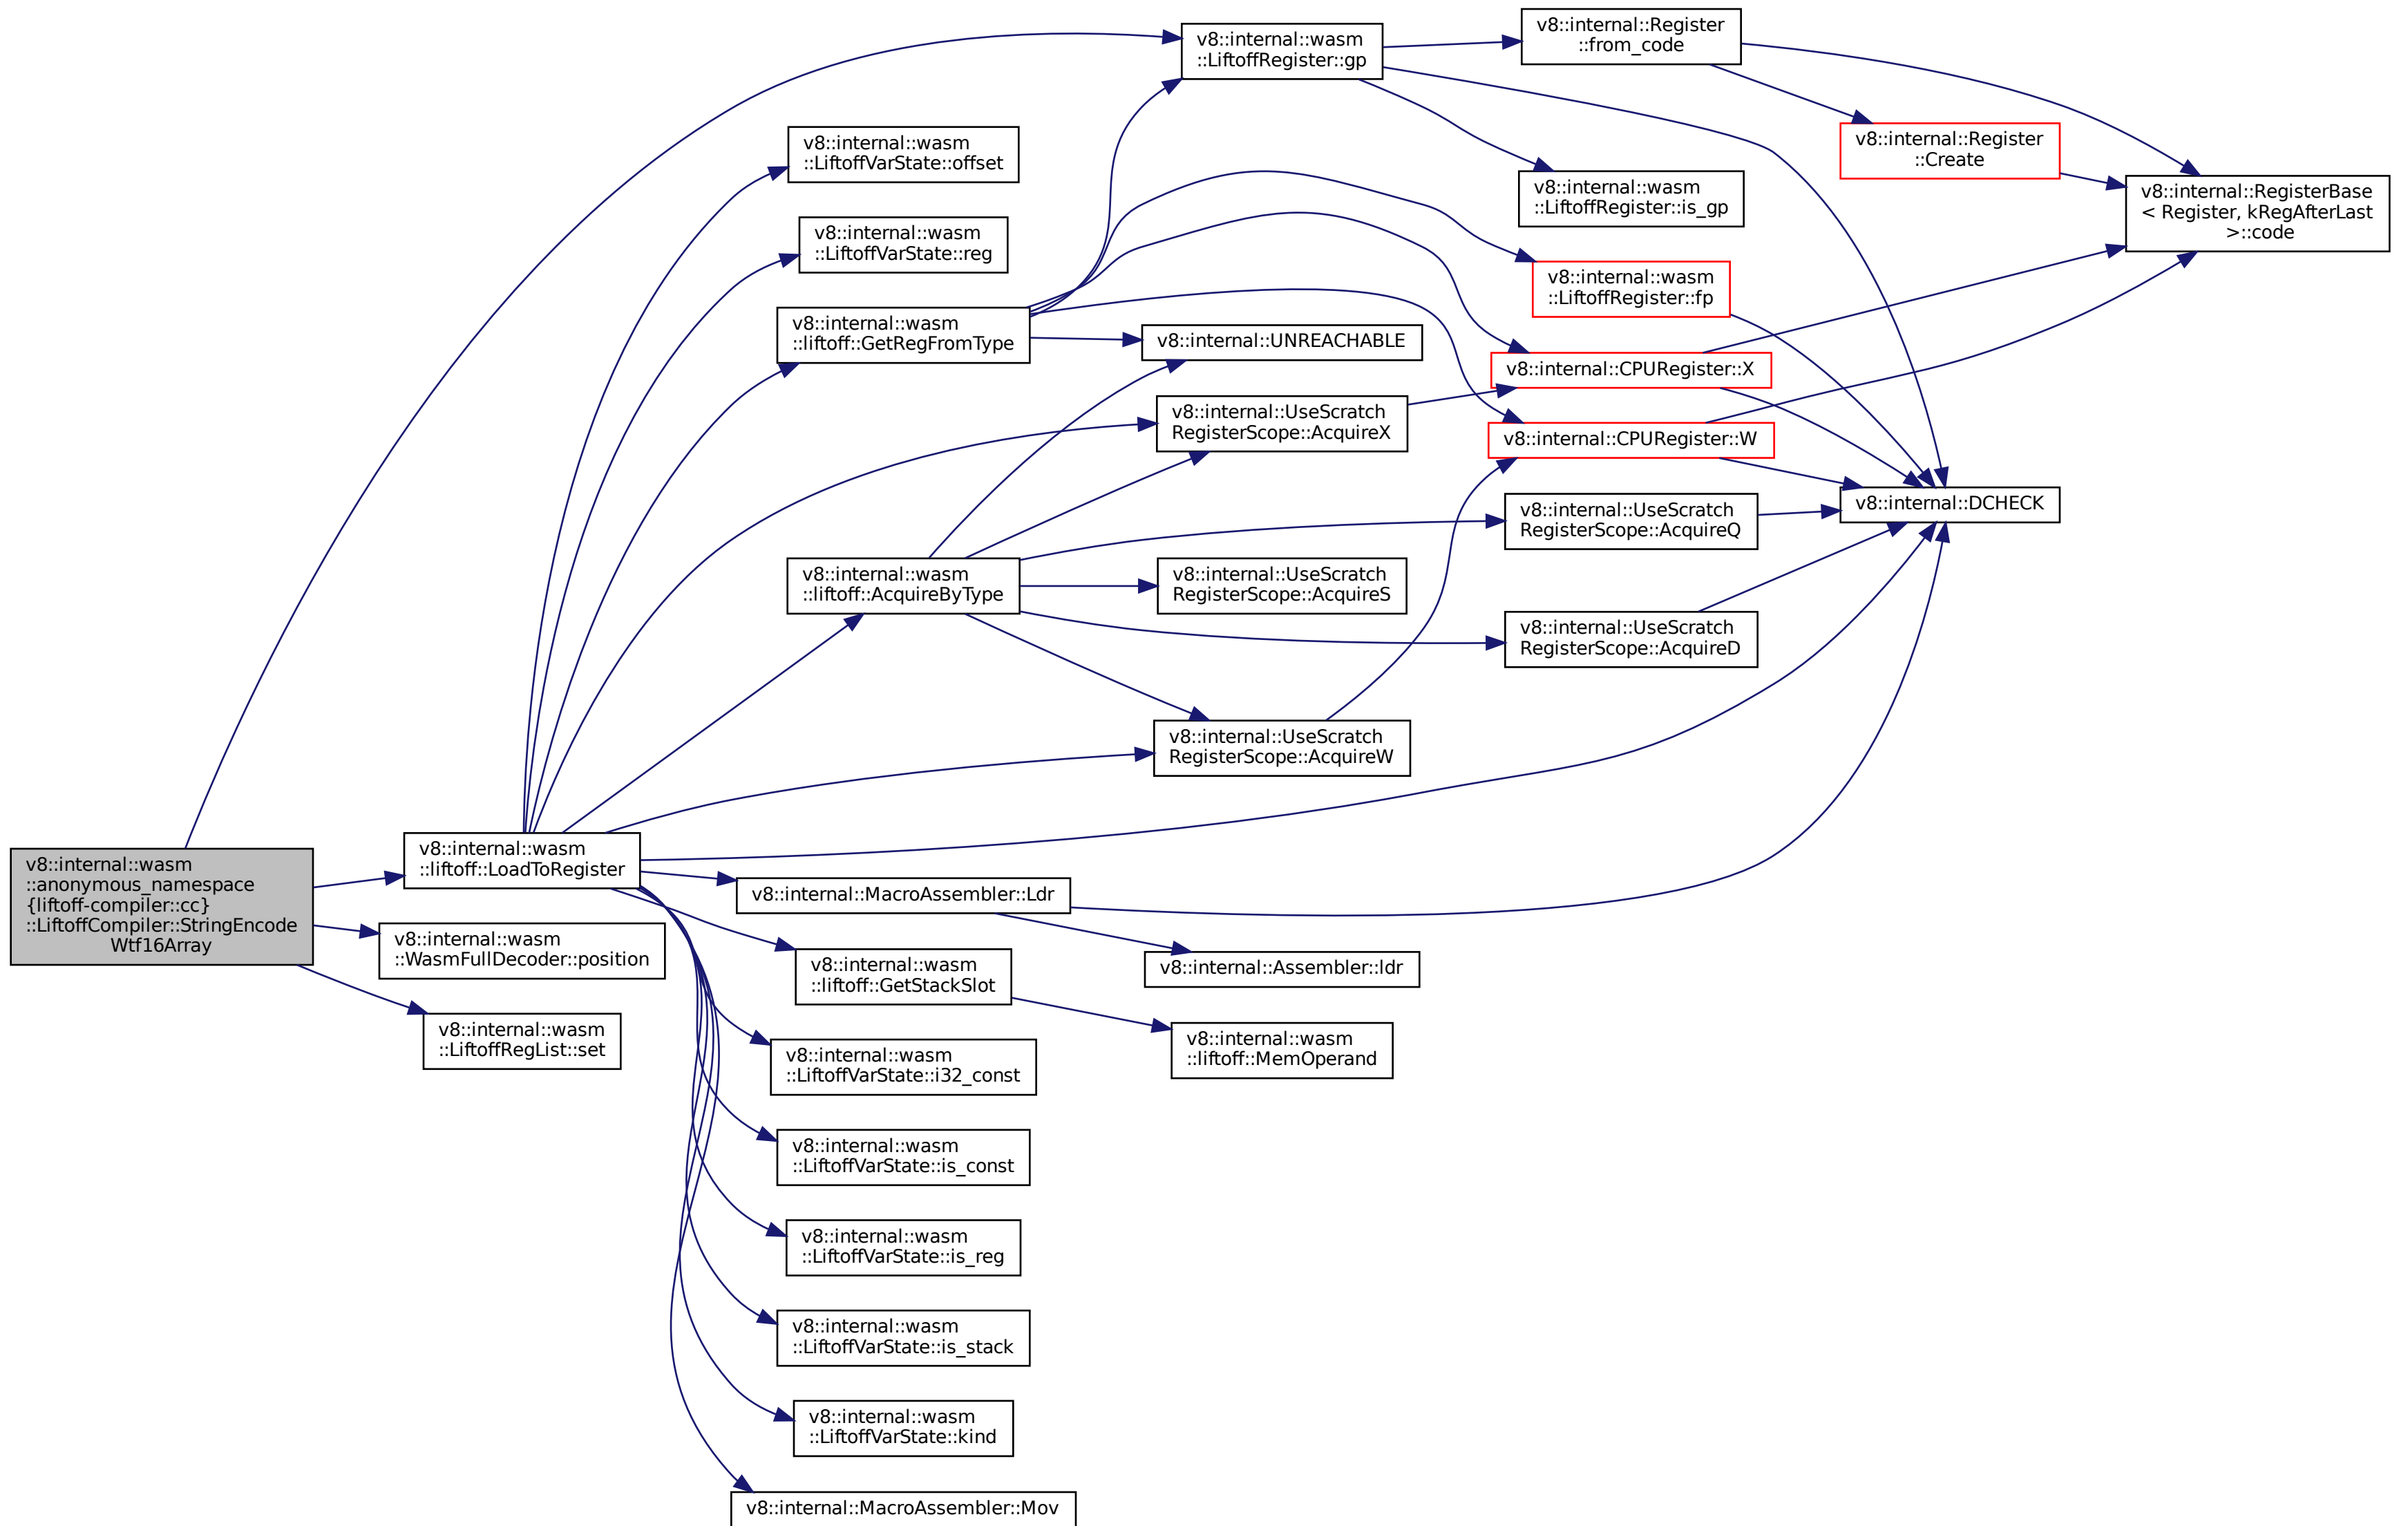 v8::internal::wasm
::anonymous_namespace
{liftoff-compiler::cc}
::LiftoffCompiler::StringEncode
Wtf16Array
v8::internal::wasm
::LiftoffRegister::gp
v8::internal::Register
::from_code
v8::internal::Register
::Create
v8::internal::RegisterBase
< Register, kRegAfterLast
>::code
v8::internal::wasm
::LiftoffVarState::offset
v8::internal::wasm
::LiftoffRegister::is_gp
v8::internal::wasm
::LiftoffVarState::reg
v8::internal::wasm
::LiftoffRegister::fp
v8::internal::wasm
::liftoff::GetRegFromType
v8::internal::UNREACHABLE
v8::internal::CPURegister::X
v8::internal::UseScratch
RegisterScope::AcquireX
v8::internal::CPURegister::W
v8::internal::DCHECK
v8::internal::UseScratch
RegisterScope::AcquireQ
v8::internal::wasm
::liftoff::AcquireByType
v8::internal::UseScratch
RegisterScope::AcquireS
v8::internal::UseScratch
RegisterScope::AcquireD
v8::internal::UseScratch
RegisterScope::AcquireW
v8::internal::wasm
::liftoff::LoadToRegister
v8::internal::MacroAssembler::Ldr
v8::internal::wasm
::WasmFullDecoder::position
v8::internal::Assembler::ldr
v8::internal::wasm
::liftoff::GetStackSlot
v8::internal::wasm
::LiftoffRegList::set
v8::internal::wasm
::liftoff::MemOperand
v8::internal::wasm
::LiftoffVarState::i32_const
v8::internal::wasm
::LiftoffVarState::is_const
v8::internal::wasm
::LiftoffVarState::is_reg
v8::internal::wasm
::LiftoffVarState::is_stack
v8::internal::wasm
::LiftoffVarState::kind
v8::internal::MacroAssembler::Mov